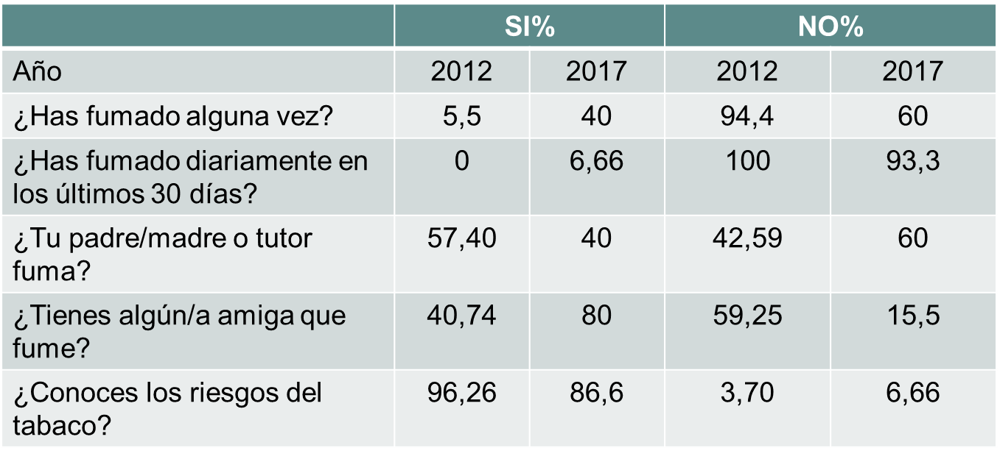 SI% NO%
Año 2012 2017 2012 2017
¿Has fumado alguna vez? 5,5 40 94,4 60
¿Has fumado diariamente en 0 6,66 100 93,3
los últimos 30 días?
¿Tu padre/madre o tutor 57,40 40 42,59 60
fuma?
¿Tienes algún/a amiga que 40,74 80 59,25 15,5
fume?
¿Conoces los riesgos del 96,26 86,6 3,70 6,66
tabaco?